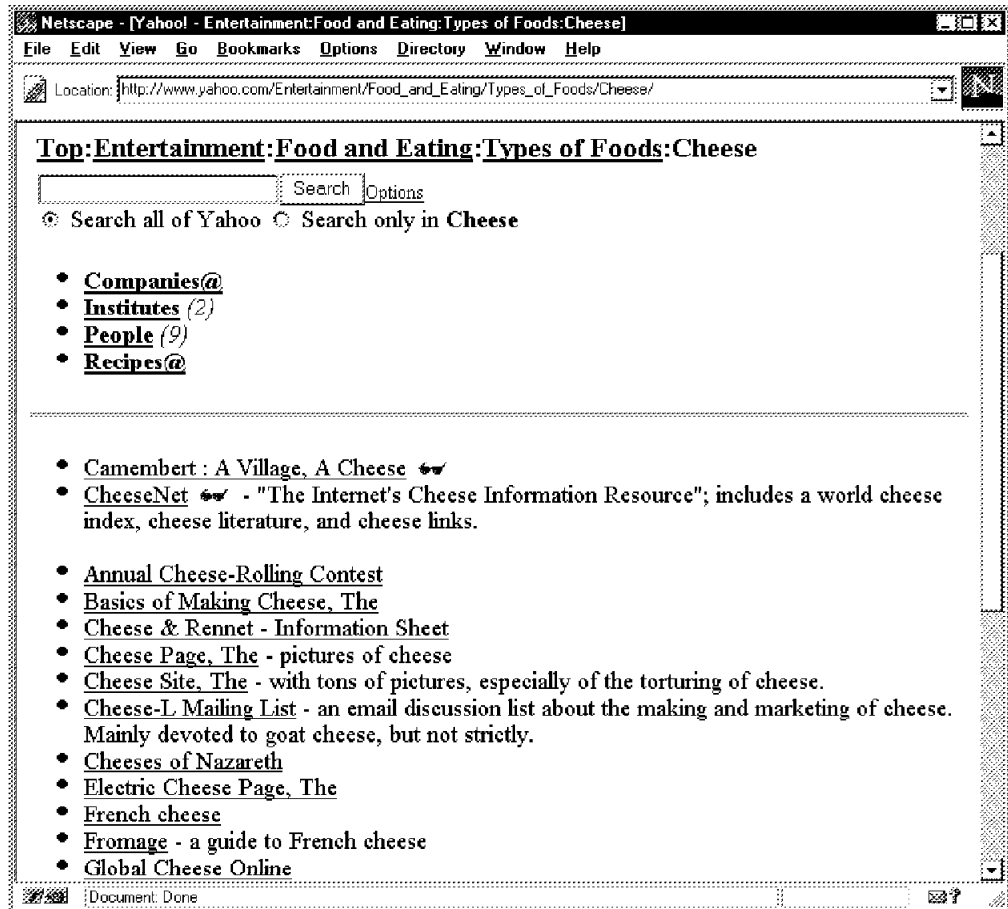 Netscape - [Yahoo! - Entertainment:Food and Eating:Types of Foods:Cheese]
File Edit View Go Bookmarks Options Directory Window Help
Location: http://www.yahoo.com/Entertainment/Food_and_Eating/Types_of_Foods/Cheese/
N
Top:Entertainment:Food and Eating:Types of Foods:Cheese
Search Options
Search all of Yahoo Search only in Cheese
Companies@
Institutes (2)
People (9)
Recipes@
Camembert : A Village, A Cheese
CheeseNet - "The Internet's Cheese Information Resource"; includes a world cheese
index, cheese literature, and cheese links.
Annual Cheese-Rolling Contest
Basics of Making Cheese, The
Cheese & Rennet - Information Sheet
Cheese Page, The - pictures of cheese
Cheese Site, The - with tons of pictures, especially of the torturing of cheese.
Cheese-L Mailing List - an email discussion list about the making and marketing of cheese.
Mainly devoted to goat cheese, but not strictly.
Cheeses of Nazareth
Electric Cheese Page, The
French cheese
Fromage - a guide to French cheese
Global Cheese Online
Document: Done
?